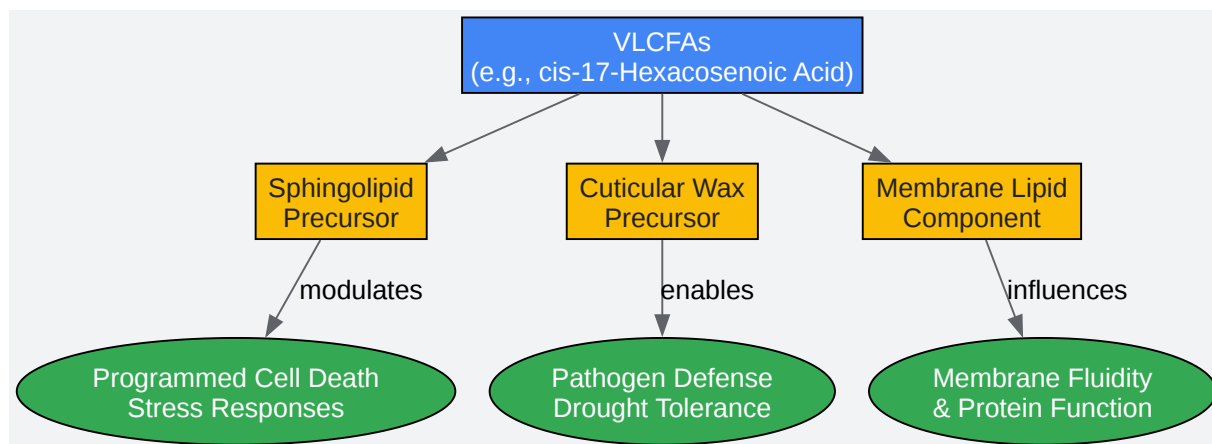 VLCFAs
(e.g., cis-17-Hexacosenoic Acid)
Sphingolipid
Precursor
Cuticular Wax
Precursor
Membrane Lipid
Component
modulates
enables
influences
Programmed Cell Death
Stress Responses
Pathogen Defense
Drought Tolerance
Membrane Fluidity
& Protein Function